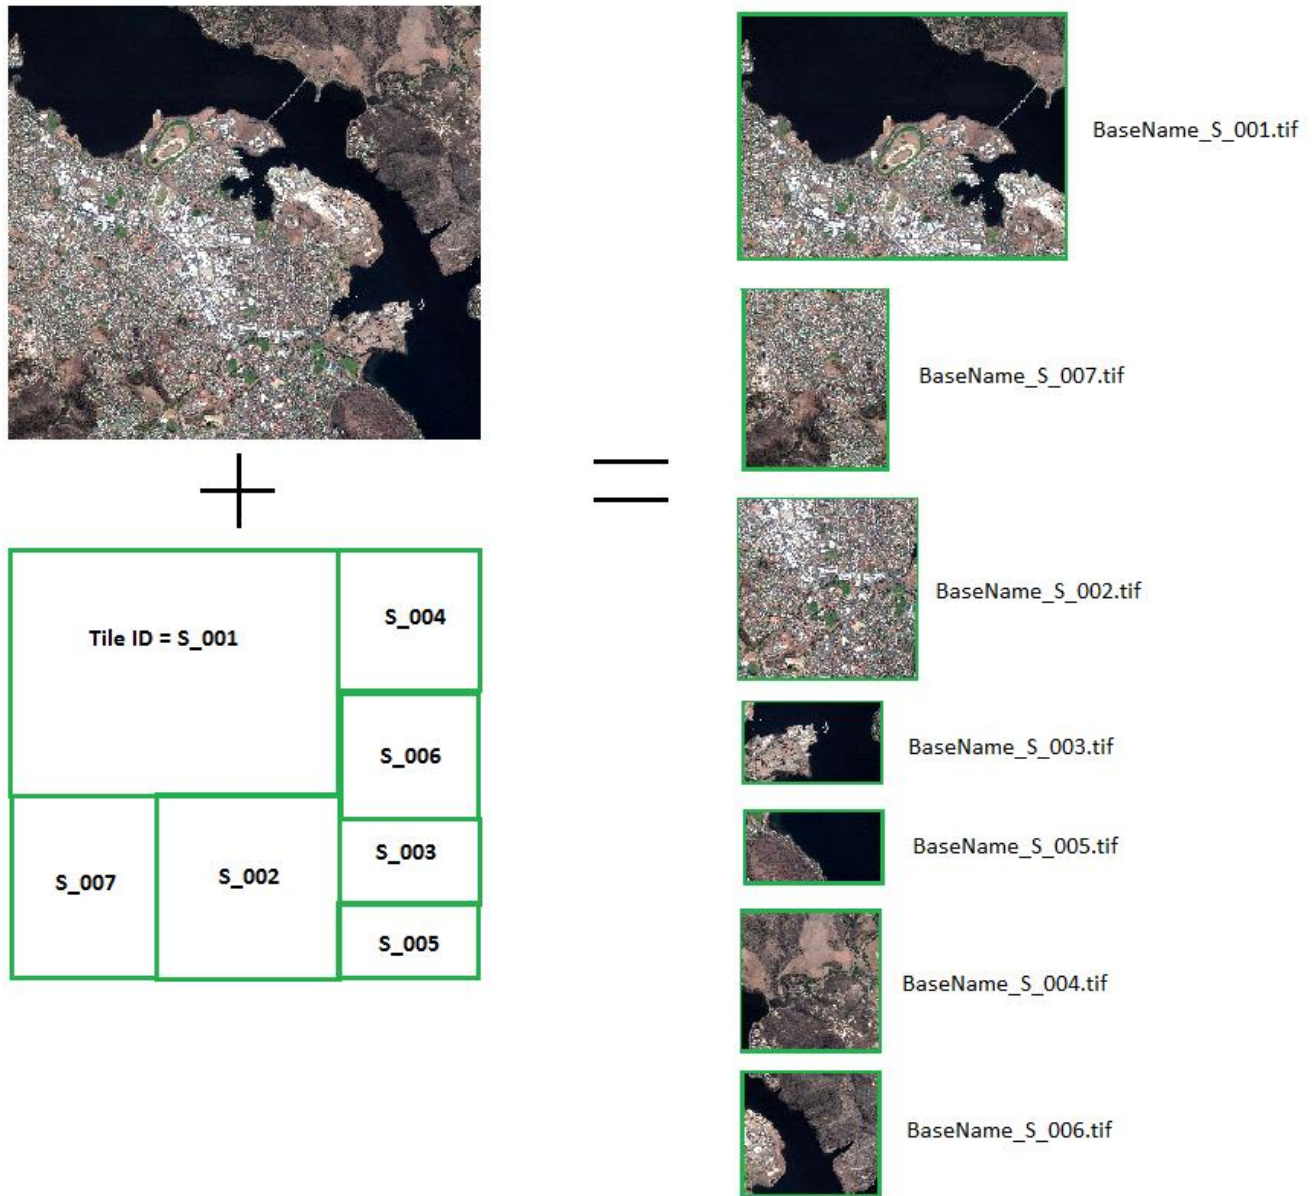 Tile ID = S_001
S_004
S_006
S_003
S_007
S_002
S_005
BaseName_S_001.tif
BaseName_S_007.tif
BaseName_S_002.tif
BaseName_S_003.tif
BaseName_S_005.tif
BaseName_S_004.tif
BaseName_S_006.tif